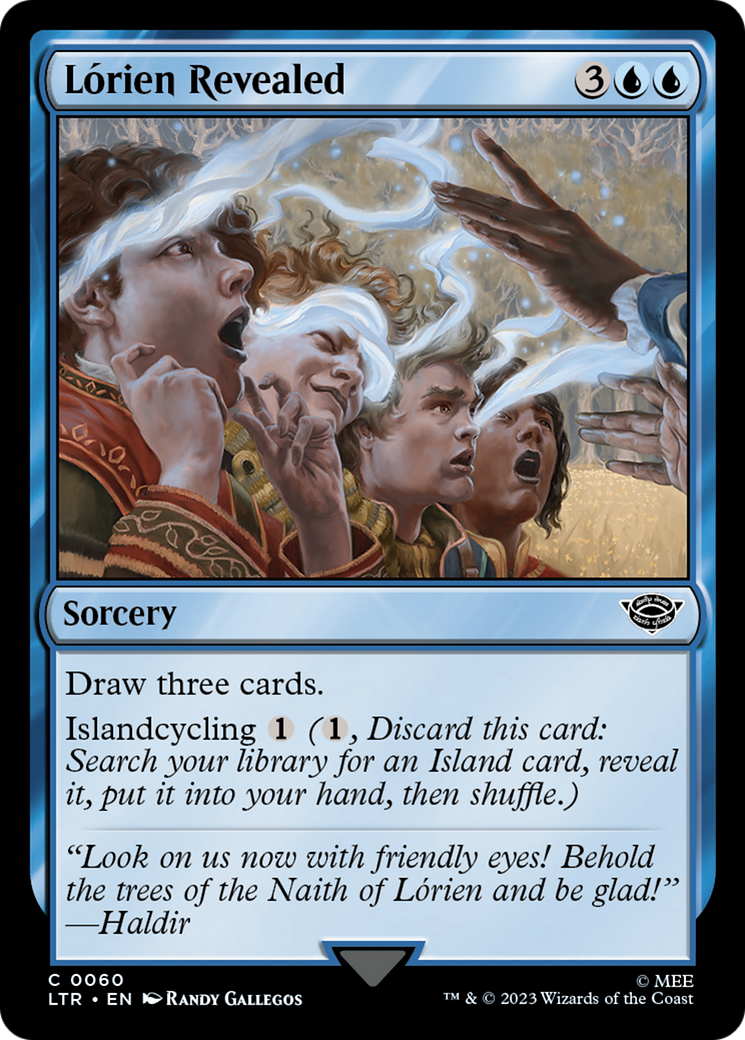 Lórien Revealed 3
Sorcery
Draw three cards.
Islandcycling 1 (1, Discard this card:
Search your library for an Island card, reveal
it, put it into your hand, then shuffle.)
“Look on us now with friendly eyes! Behold
the trees of the Naith of Lórien and be glad!”
—Haldir
C 0060 © MEE
LTR • EN Randy Gallegos ™ & © 2023 Wizards of the Coast